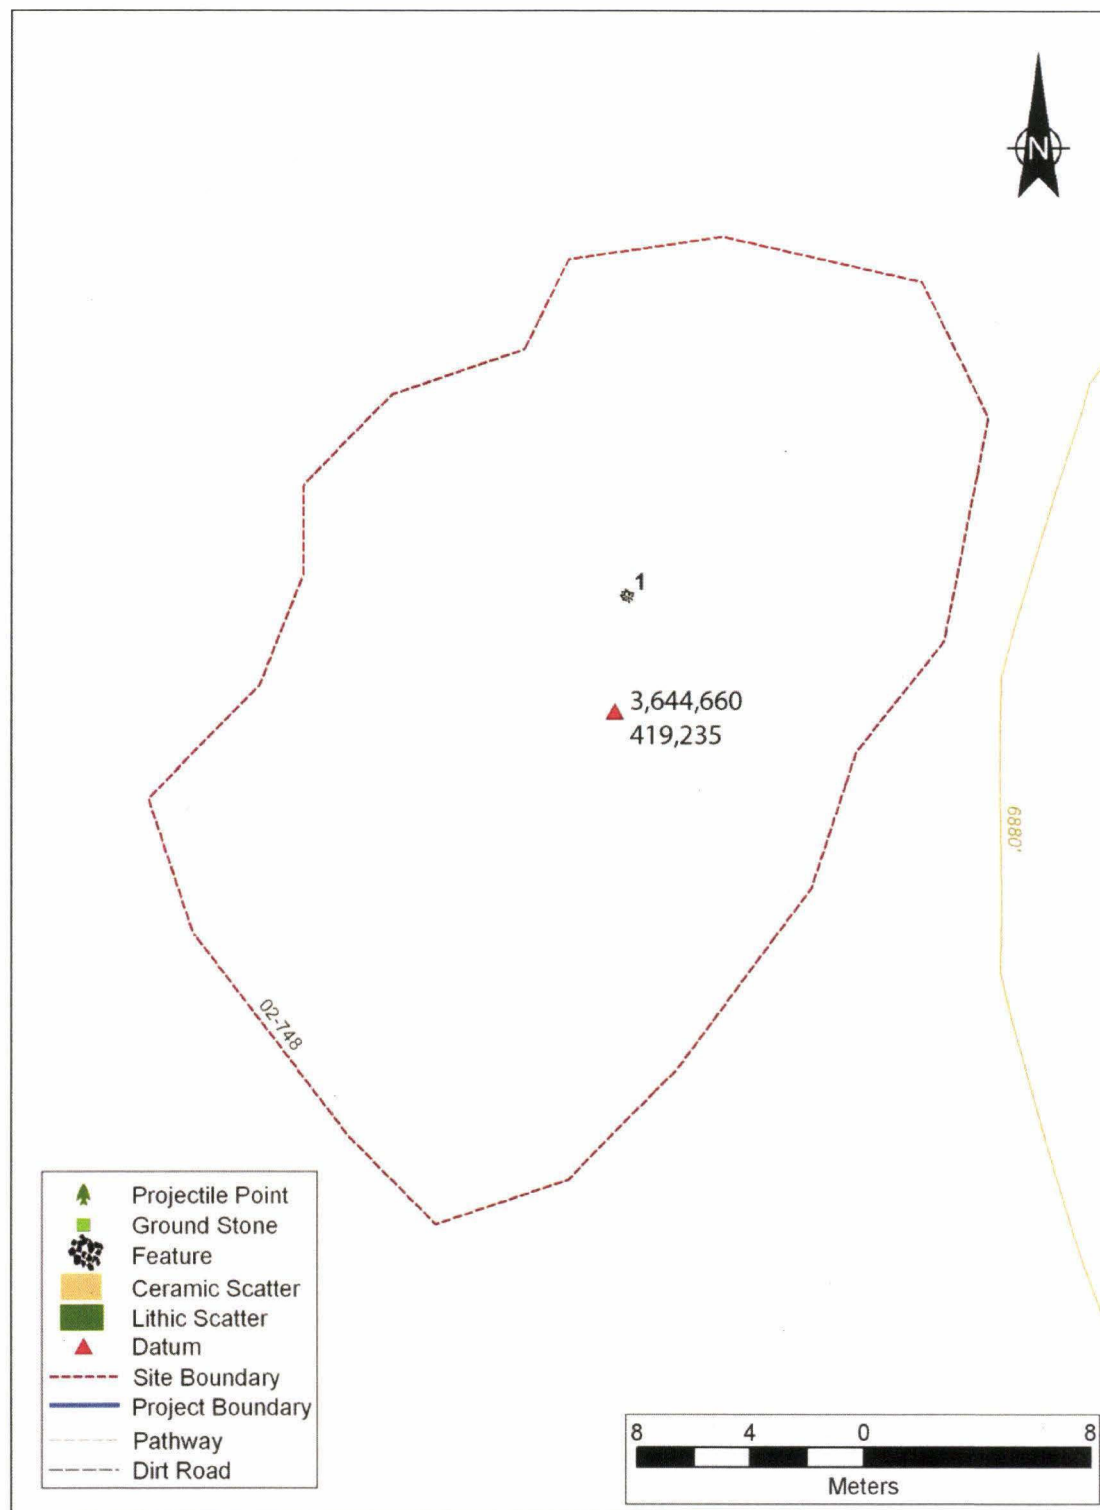 N
1
3,644,660
419,235
6880'
02-748
Projectile Point
Ground Stone
Feature
Ceramic Scatter
Lithic Scatter
Datum
Site Boundary
Project Boundary
Pathway
Dirt Road
8 4 0 8
Meters